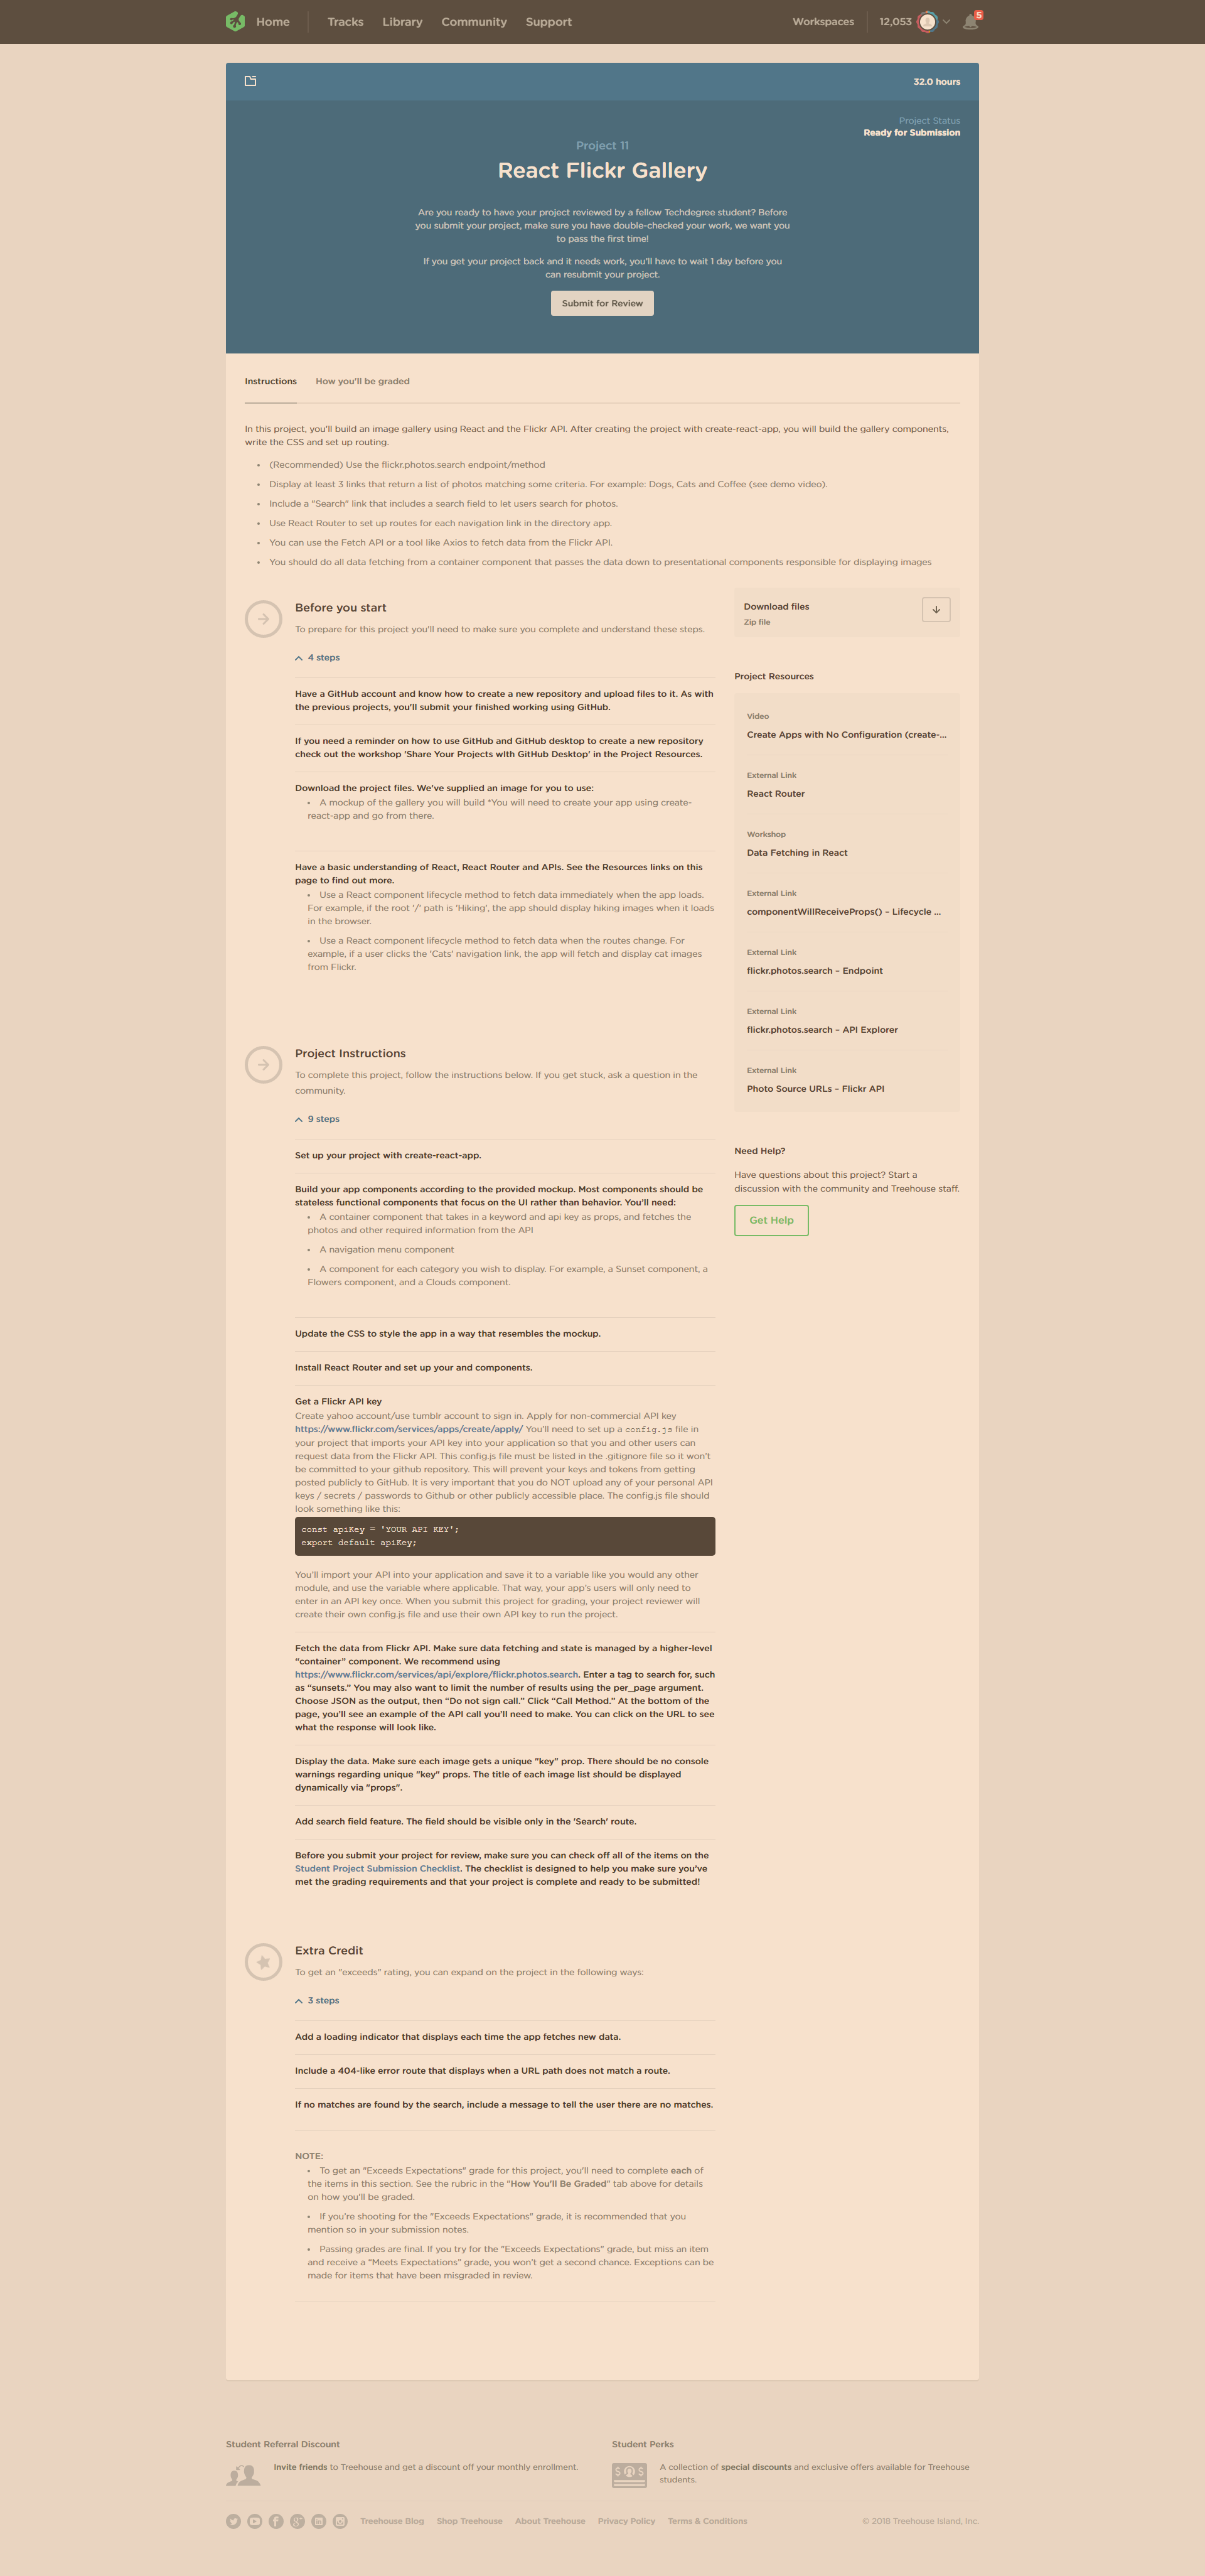 Home
Tracks
Library
Community
Support
Workspaces
12,053
5
32.0 hours
Project Status
Ready for Submission
Project 11
React Flickr Gallery
Are you ready to have your project reviewed by a fellow Techdegree student? Before
you submit your project, make sure you have double-checked your work, we want you
to pass the first time!
If you get your project back and it needs work, you'll have to wait 1 day before you
can resubmit your project.
Submit for Review
Instructions
How you'll be graded
In this project, you'll build an image gallery using React and the Flickr API. After creating the project with create-react-app, you will build the gallery components,
write the CSS and set up routing.
• (Recommended) Use the flickr.photos.search endpoint/method
• Display at least 3 links that return a list of photos matching some criteria. For example: Dogs, Cats and Coffee (see demo video).
• Include a "Search" link that includes a search field to let users search for photos.
• Use React Router to set up routes for each navigation link in the directory app.
• You can use the Fetch API or a tool like Axios to fetch data from the Flickr API.
• You should do all data fetching from a container component that passes the data down to presentational components responsible for displaying images
Before you start
To prepare for this project you'll need to make sure you complete and understand these steps.
4 steps
Have a GitHub account and know how to create a new repository and upload files to it. As with
the previous projects, you'll submit your finished working using GitHub.
If you need a reminder on how to use GitHub and GitHub desktop to create a new repository
check out the workshop 'Share Your Projects wIth GitHub Desktop' in the Project Resources.
Download the project files. We've supplied an image for you to use:
• A mockup of the gallery you will build *You will need to create your app using create-
react-app and go from there.
Have a basic understanding of React, React Router and APIs. See the Resources links on this
page to find out more.
• Use a React component lifecycle method to fetch data immediately when the app loads.
For example, if the root '/' path is 'Hiking', the app should display hiking images when it loads
in the browser.
• Use a React component lifecycle method to fetch data when the routes change. For
example, if a user clicks the 'Cats' navigation link, the app will fetch and display cat images
from Flickr.
Download files
Zip file
Project Resources
Video
Create Apps with No Configuration (create-...
External Link
React Router
Workshop
Data Fetching in React
External Link
componentWillReceiveProps() – Lifecycle ...
External Link
flickr.photos.search – Endpoint
External Link
flickr.photos.search – API Explorer
External Link
Photo Source URLs – Flickr API
Need Help?
Have questions about this project? Start a
discussion with the community and Treehouse staff.
Get Help
Project Instructions
To complete this project, follow the instructions below. If you get stuck, ask a question in the
community.
9 steps
Set up your project with create-react-app.
Build your app components according to the provided mockup. Most components should be
stateless functional components that focus on the UI rather than behavior. You'll need:
• A container component that takes in a keyword and api key as props, and fetches the
photos and other required information from the API
• A navigation menu component
• A component for each category you wish to display. For example, a Sunset component, a
Flowers component, and a Clouds component.
Update the CSS to style the app in a way that resembles the mockup.
Install React Router and set up your and components.
Get a Flickr API key
Create yahoo account/use tumblr account to sign in. Apply for non-commercial API key
https://www.flickr.com/services/apps/create/apply/ You'll need to set up a config.js file in
your project that imports your API key into your application so that you and other users can
request data from the Flickr API. This config.js file must be listed in the .gitignore file so it won't
be committed to your github repository. This will prevent your keys and tokens from getting
posted publicly to GitHub. It is very important that you do NOT upload any of your personal API
keys / secrets / passwords to Github or other publicly accessible place. The config.js file should
look something like this:
const apiKey = 'YOUR API KEY';
export default apiKey;
You'll import your API into your application and save it to a variable like you would any other
module, and use the variable where applicable. That way, your app's users will only need to
enter in an API key once. When you submit this project for grading, your project reviewer will
create their own config.js file and use their own API key to run the project.
Fetch the data from Flickr API. Make sure data fetching and state is managed by a higher-level
“container” component. We recommend using
https://www.flickr.com/services/api/explore/flickr.photos.search. Enter a tag to search for, such
as “sunsets.” You may also want to limit the number of results using the per_page argument.
Choose JSON as the output, then “Do not sign call.” Click “Call Method.” At the bottom of the
page, you'll see an example of the API call you'll need to make. You can click on the URL to see
what the response will look like.
Display the data. Make sure each image gets a unique "key" prop. There should be no console
warnings regarding unique "key" props. The title of each image list should be displayed
dynamically via "props".
Add search field feature. The field should be visible only in the 'Search' route.
Before you submit your project for review, make sure you can check off all of the items on the
Student Project Submission Checklist. The checklist is designed to help you make sure you've
met the grading requirements and that your project is complete and ready to be submitted!
Extra Credit
To get an "exceeds" rating, you can expand on the project in the following ways:
3 steps
Add a loading indicator that displays each time the app fetches new data.
Include a 404-like error route that displays when a URL path does not match a route.
If no matches are found by the search, include a message to tell the user there are no matches.
NOTE:
• To get an "Exceeds Expectations" grade for this project, you'll need to complete each of
the items in this section. See the rubric in the "How You'll Be Graded" tab above for details
on how you'll be graded.
• If you're shooting for the "Exceeds Expectations" grade, it is recommended that you
mention so in your submission notes.
• Passing grades are final. If you try for the "Exceeds Expectations" grade, but miss an item
and receive a "Meets Expectations" grade, you won't get a second chance. Exceptions can be
made for items that have been misgraded in review.
Student Referral Discount
Invite friends to Treehouse and get a discount off your monthly enrollment.
Student Perks
A collection of special discounts and exclusive offers available for Treehouse
students.
Treehouse Blog
Shop Treehouse
About Treehouse
Privacy Policy
Terms & Conditions
© 2018 Treehouse Island, Inc.